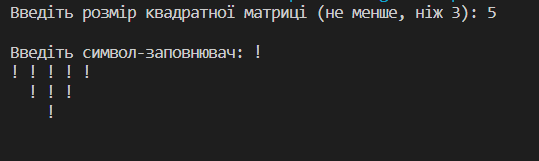 Введіть розмір квадратної матриці (не менше, ніж 3): 5
Введіть символ-заповнювач: !
! ! ! ! !
  ! ! !
    !